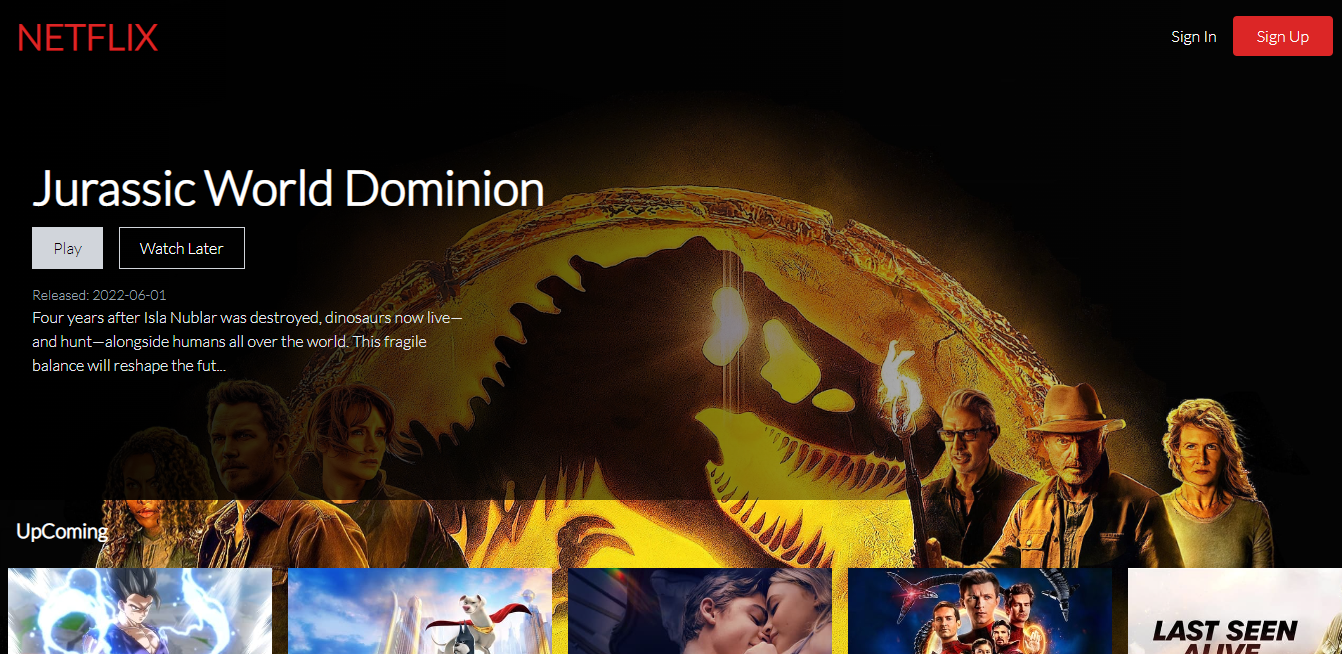 NETFLIX
Sign In
Sign Up
Jurassic World Dominion
Play
Watch Later
Released: 2022-06-01
Four years after Isla Nublar was destroyed, dinosaurs now live—
and hunt—alongside humans all over the world. This fragile
balance will reshape the fut...
UpComing
LAST SEEN
ALIVE